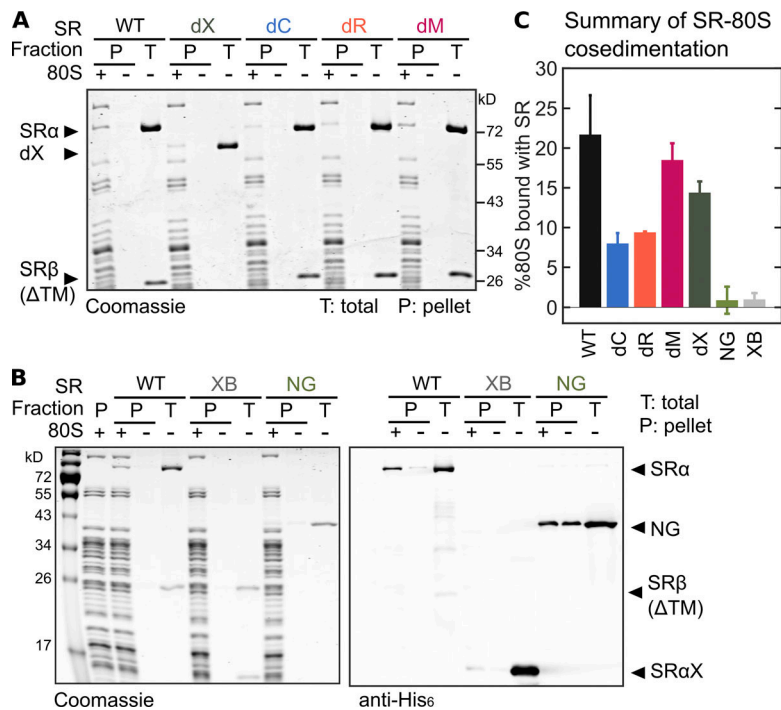 A
SR WT dX dC dR dM
Fraction P T P T P T P T P T
80S + - - + - - + - - + - - + - -
kD
SRα
dX
72
55
43
34
26
SRβ
(ΔTM)
Coomassie T: total P: pellet
C Summary of SR-80S
cosedimentation
%80S bound with SR
30
25
20
15
10
5
0
WT dC dR dM dX NG XB
B
SR WT XB NG
Fraction P P T P T P T
80S + + - - + - - + - -
kD
72
55
43
34
26
17
Coomassie
WT XB NG
P T P T P T
+ - - + - - + - -
T: total
P: pellet
SRα
NG
SRβ
(ΔTM)
SRαX
anti-His₆